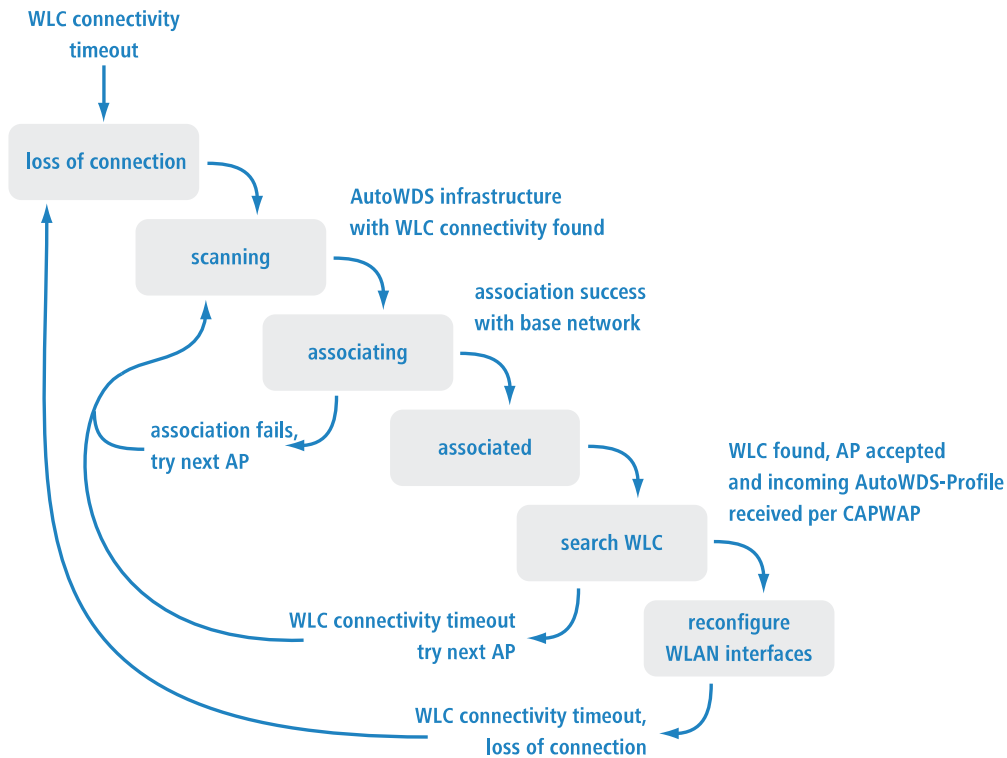 WLC connectivity
timeout
loss of connection
AutoWDS infrastructure
with WLC connectivity found
scanning
association success
with base network
associating
association fails,
try next AP
associated
WLC found, AP accepted
and incoming AutoWDS-Profile
received per CAPWAP
search WLC
WLC connectivity timeout
try next AP
reconfigure
WLAN interfaces
WLC connectivity timeout,
loss of connection